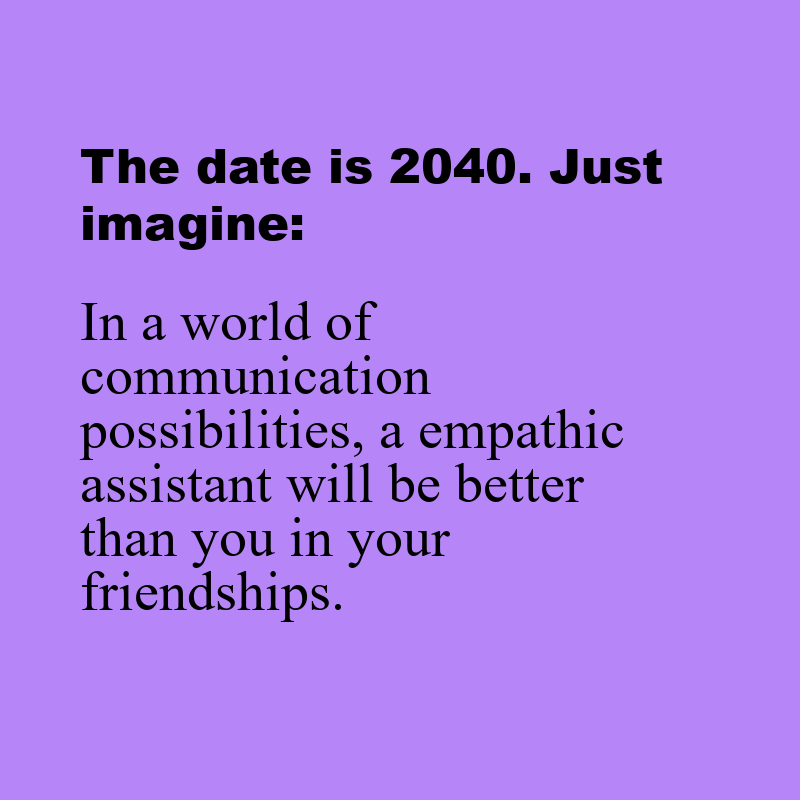 The date is 2040. Just
imagine:
In a world of
communication
possibilities, a empathic
assistant will be better
than you in your
friendships.